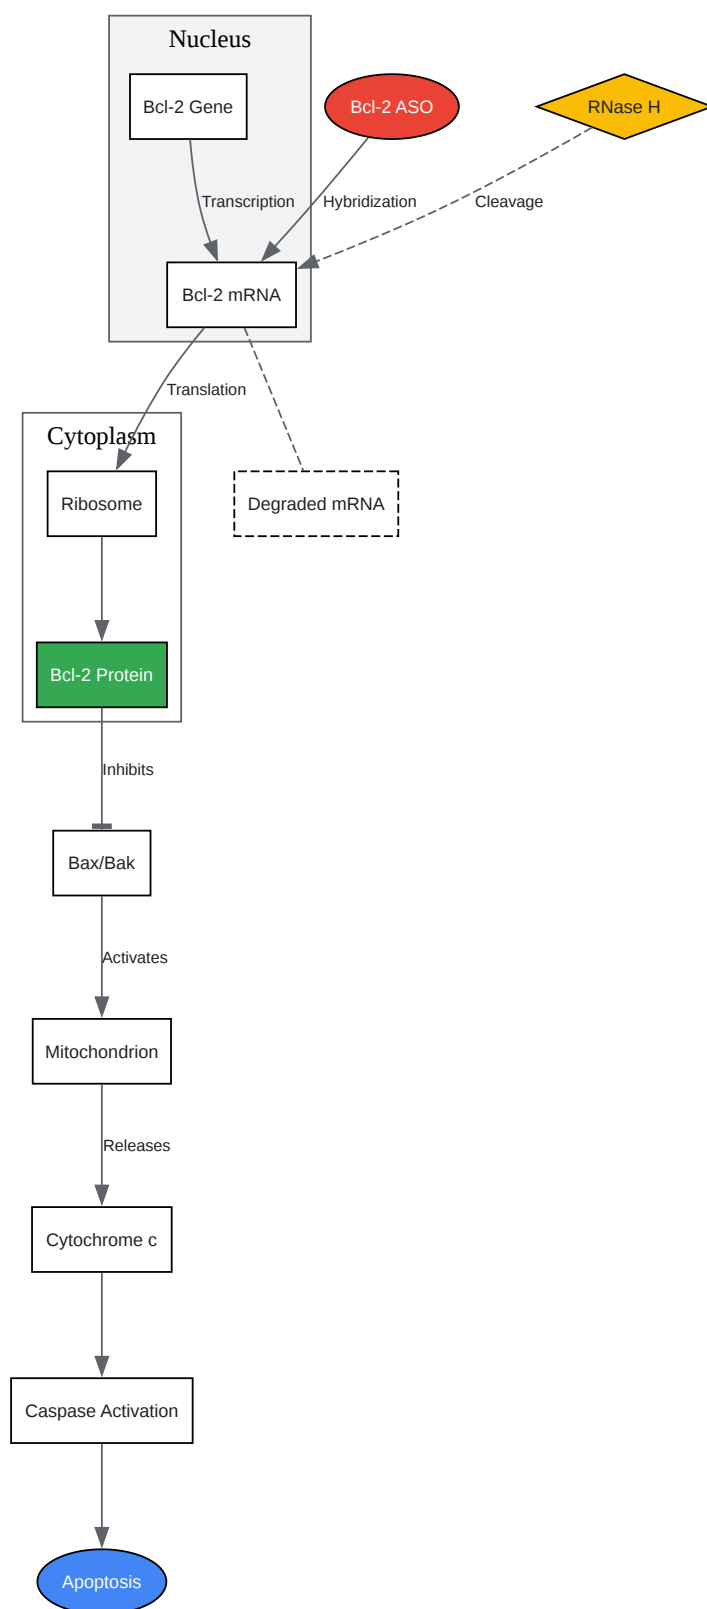 Nucleus
Bcl-2 Gene
Bcl-2 ASO
RNase H
Transcription
Hybridization
Cleavage
Bcl-2 mRNA
Translation
Cytoplasm
Ribosome
Degraded mRNA
Bcl-2 Protein
Inhibits
Bax/Bak
Activates
Mitochondrion
Releases
Cytochrome c
Caspase Activation
Apoptosis